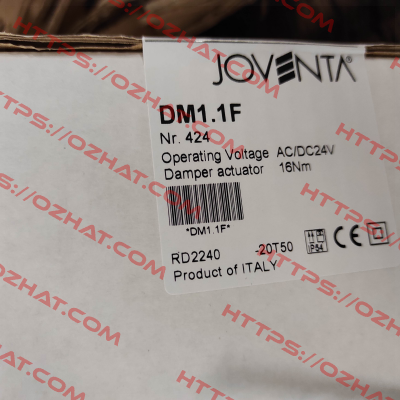 JOVENTA
DM1.1F
Nr. 424
Operating Voltage AC/DC24V
Damper actuator 16Nm
*DM1.1F*
RD2240 -20T50 IP54 CE
Product of ITALY
HTTPS://OZHAT.COM